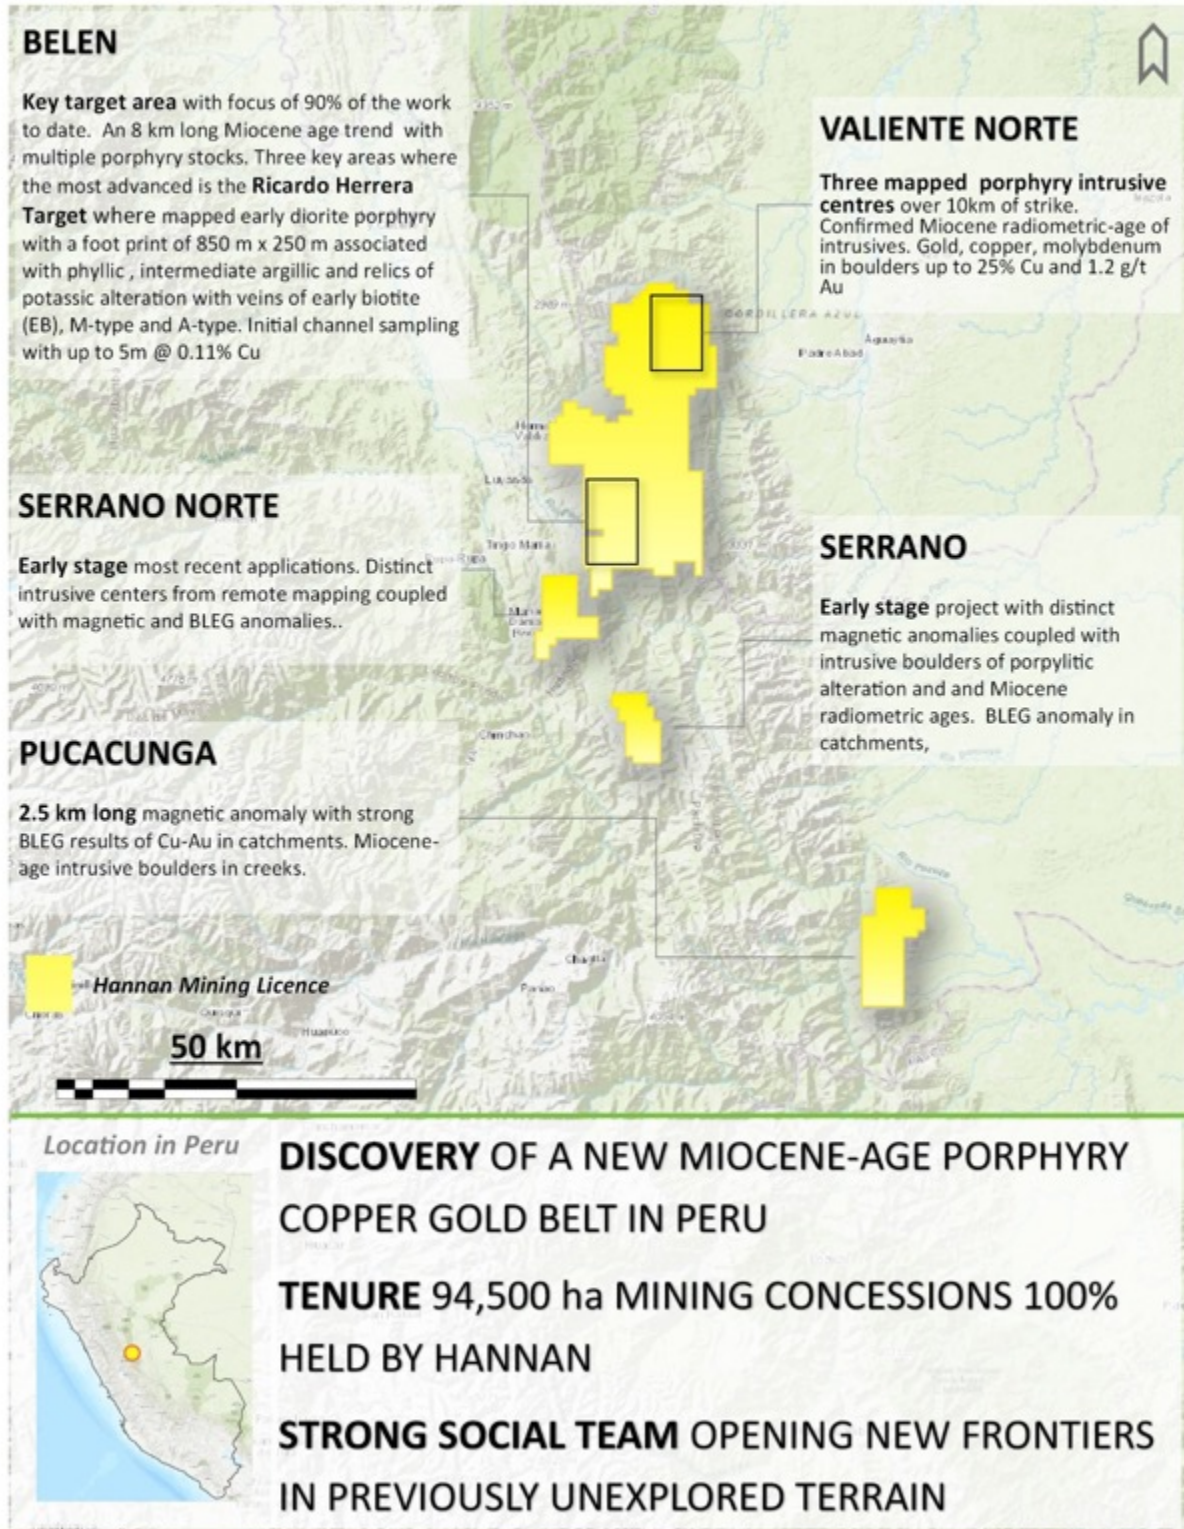 BELEN
Key target area with focus of 90% of the work
to date. An 8 km long Miocene age trend with
multiple porphyry stocks. Three key areas where
the most advanced is the Ricardo Herrera
Target where mapped early diorite porphyry
with a foot print of 850 m x 250 m associated
with phyllic , intermediate argillic and relics of
potassic alteration with veins of early biotite
(EB), M-type and A-type. Initial channel sampling
with up to 5m @ 0.11% Cu
VALIENTE NORTE
Three mapped porphyry intrusive
centres over 10km of strike.
Confirmed Miocene radiometric-age of
intrusives. Gold, copper, molybdenum
in boulders up to 25% Cu and 1.2 g/t
Au
CORDILLERA AZUL
Aguaytia
Padre Abad
Tingo Maria
SERRANO NORTE
Early stage most recent applications. Distinct
intrusive centers from remote mapping coupled
with magnetic and BLEG anomalies..
SERRANO
Early stage project with distinct
magnetic anomalies coupled with
intrusive boulders of porpylitic
alteration and and Miocene
radiometric ages. BLEG anomaly in
catchments,
PUCACUNGA
2.5 km long magnetic anomaly with strong
BLEG results of Cu-Au in catchments. Miocene-
age intrusive boulders in creeks.
Chaglla
Panao
Hannan Mining Licence
50 km
Location in Peru
DISCOVERY OF A NEW MIOCENE-AGE PORPHYRY
COPPER GOLD BELT IN PERU
TENURE 94,500 ha MINING CONCESSIONS 100%
HELD BY HANNAN
STRONG SOCIAL TEAM OPENING NEW FRONTIERS
IN PREVIOUSLY UNEXPLORED TERRAIN